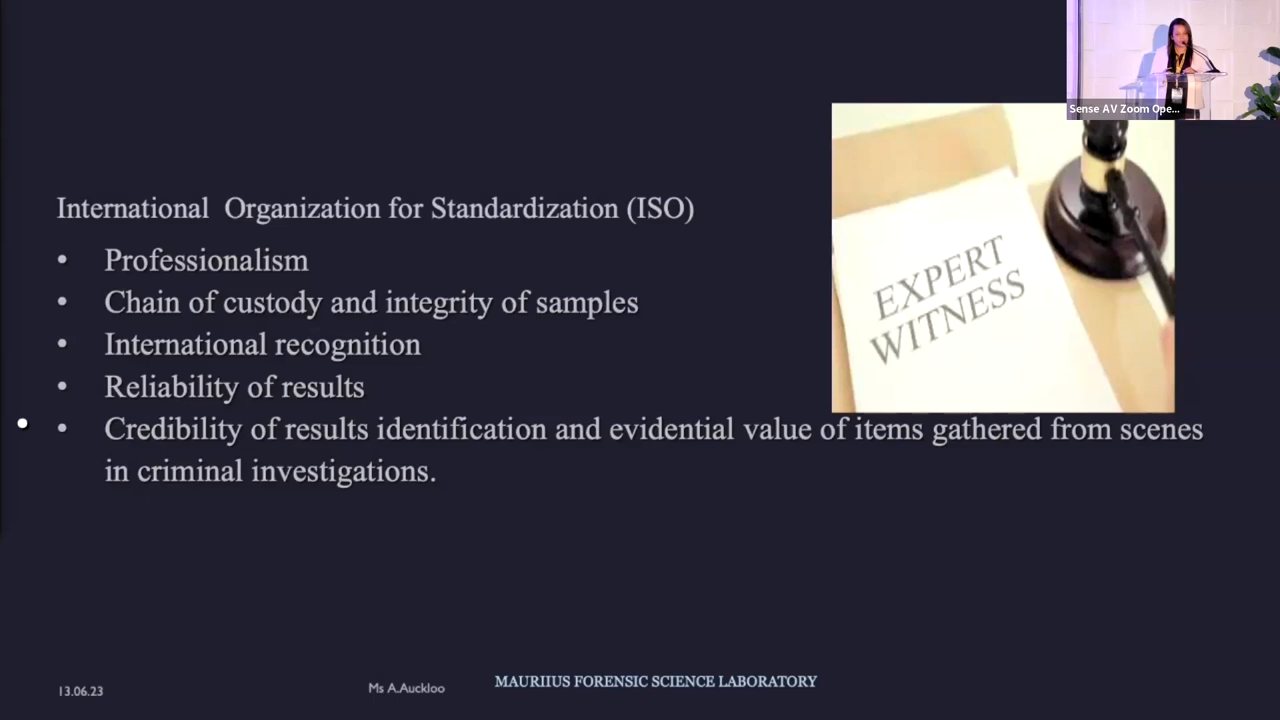 Sense AV Zoom Ope...
EXPERT
WITNESS
International Organization for Standardization (ISO)
• Professionalism
• Chain of custody and integrity of samples
• International recognition
• Reliability of results
• Credibility of results identification and evidential value of items gathered from scenes
in criminal investigations.
13.06.23
Ms A.Auckloo
MAURIIUS FORENSIC SCIENCE LABORATORY